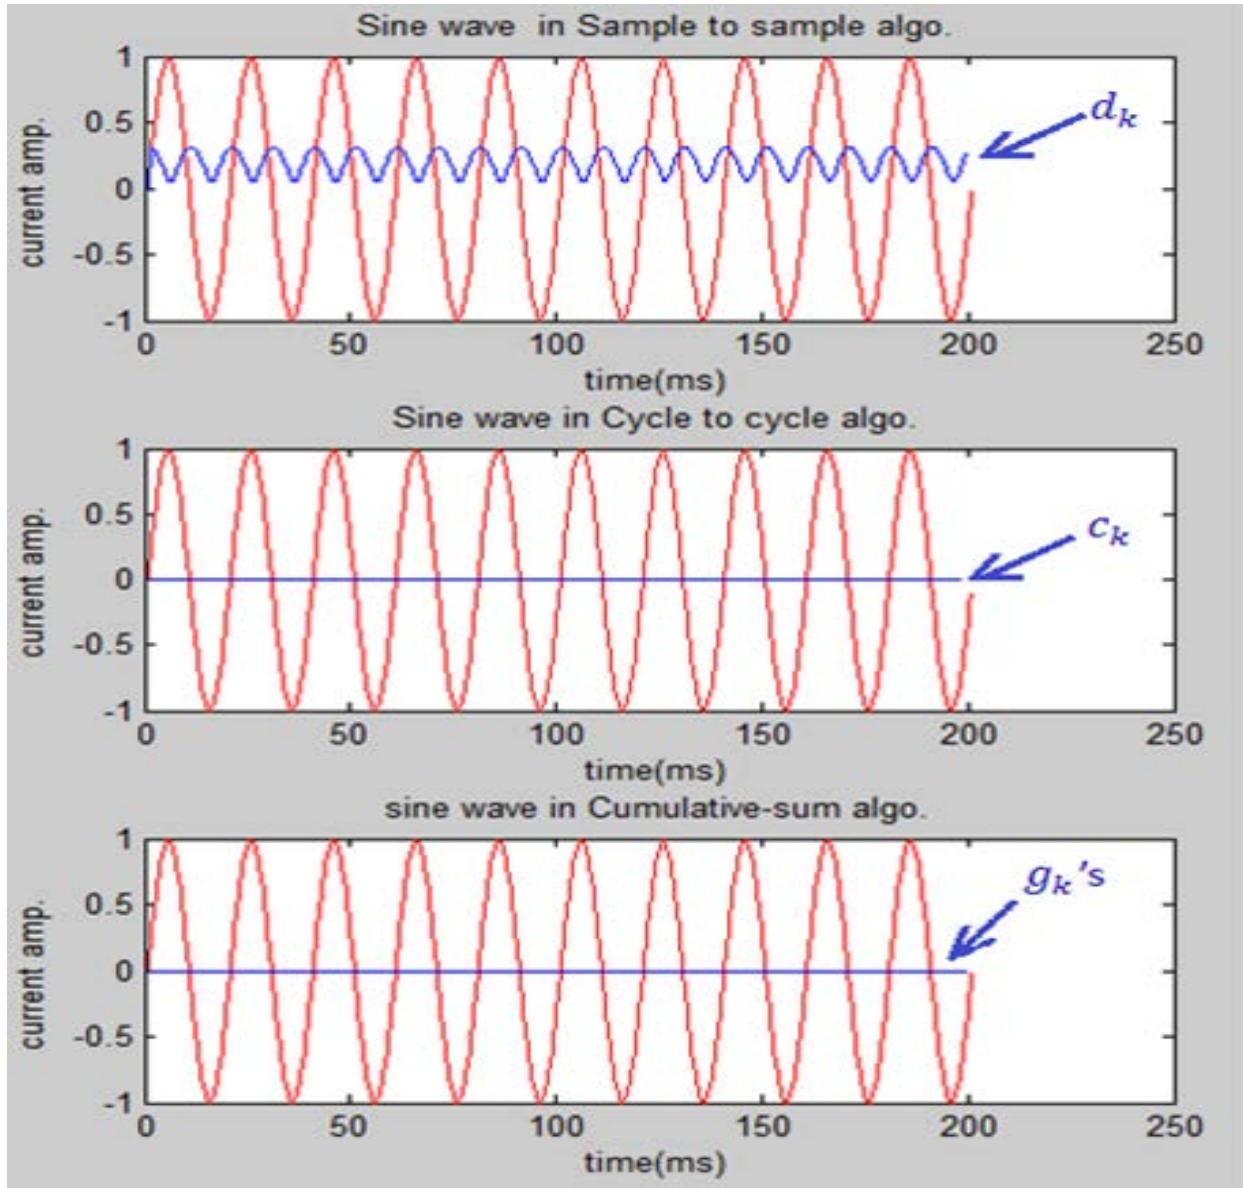 Sine wave in Sample to sample algo.
1
0.5
0
-0.5
-1
current amp.
d_k
0 50 100 150 200 250
time(ms)
Sine wave in Cycle to cycle algo.
1
0.5
0
-0.5
-1
current amp.
c_k
0 50 100 150 200 250
time(ms)
sine wave in Cumulative-sum algo.
1
0.5
0
-0.5
-1
current amp.
g_k's
0 50 100 150 200 250
time(ms)